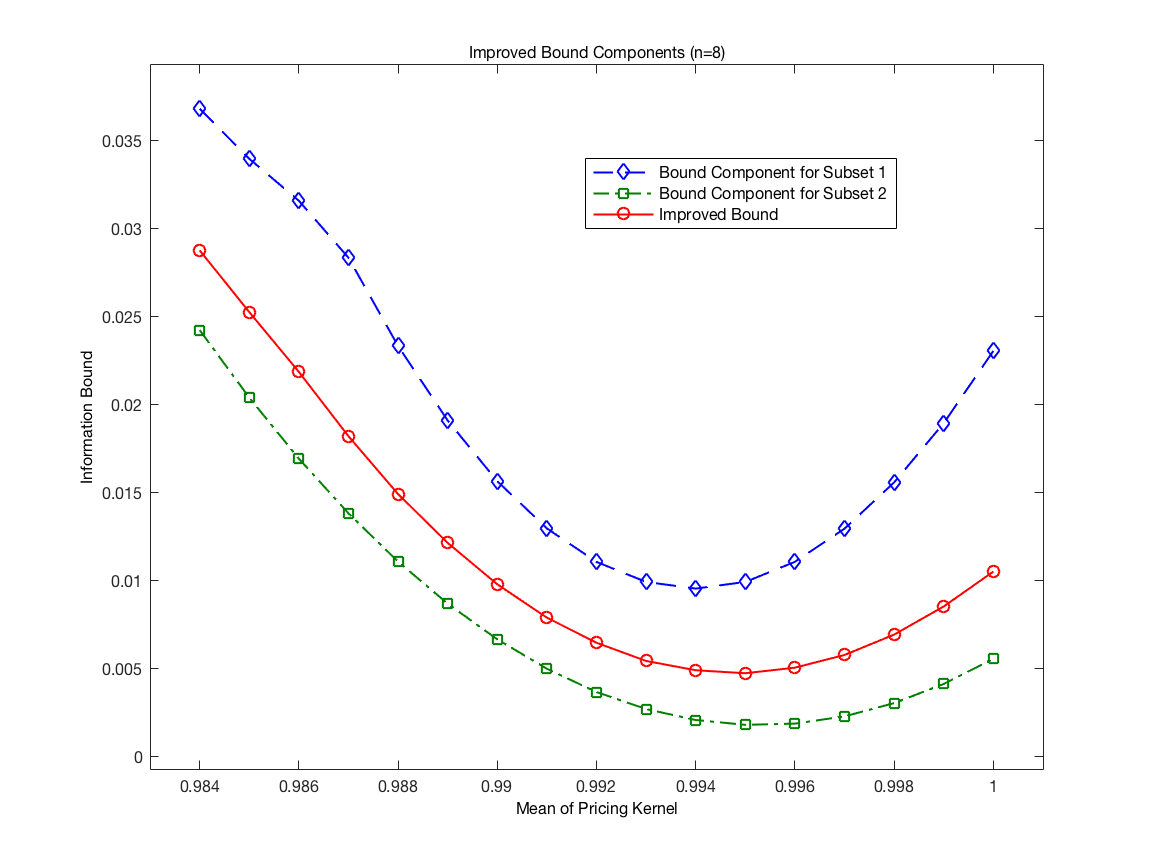 Improved Bound Components (n=8)
0.035
0.03
0.025
0.02
0.015
0.01
0.005
0
Information Bound
Bound Component for Subset 1
Bound Component for Subset 2
Improved Bound
0.984 0.986 0.988 0.99 0.992 0.994 0.996 0.998 1
Mean of Pricing Kernel